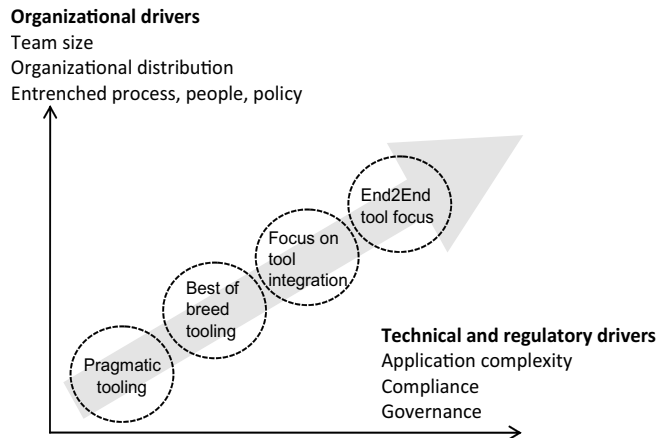 Organizational drivers
Team size
Organizational distribution
Entrenched process, people, policy
End2End
tool focus
Focus on
tool
integration
Best of
breed
tooling
Pragmatic
tooling
Technical and regulatory drivers
Application complexity
Compliance
Governance